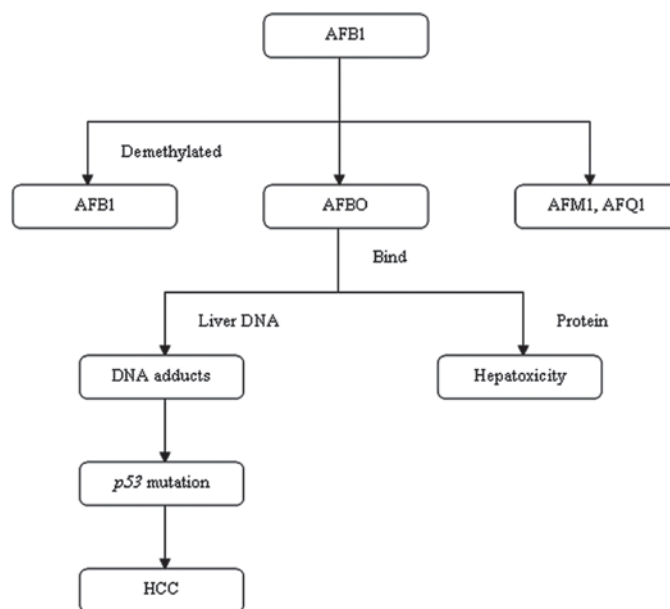 AFB1
Demethylated
AFB1
AFBO
AFM1, AFQ1
Bind
Liver DNA
Protein
DNA adducts
Hepatoxicity
p53 mutation
HCC